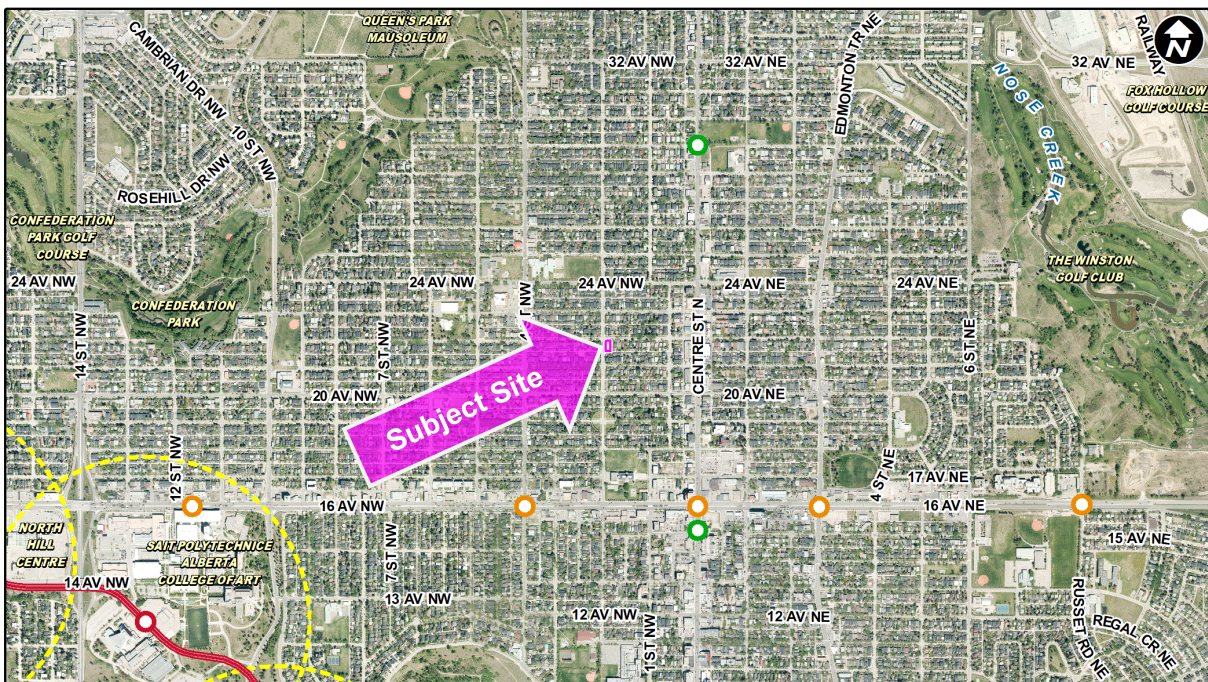 QUEEN'S PARK
MAUSOLEUM
CAMBRIAN DR NW
10 ST NW
ROSEHILL DR NW
32 AV NW
32 AV NE
EDMONTON TR NE
NOSE CREEK
32 AV NE
RAILWAY
N
FOX HOLLOW
GOLF COURSE
CONFEDERATION
PARK GOLF
COURSE
24 AV NW
CONFEDERATION
PARK
14 ST NW
7 ST NW
24 AV NW
T NW
24 AV NW
CENTRE ST N
24 AV NE
24 AV NE
THE WINSTON
GOLF CLUB
6 ST NE
20 AV NW
Subject Site
20 AV NE
12 ST NW
16 AV NW
4 ST NE
17 AV NE
16 AV NE
NORTH
HILL
CENTRE
SAIT POLYTECHNICE
ALBERTA
COLLEGE OF ART
14 AV NW
7 ST NW
13 AV NW
12 AV NW
1 ST NW
12 AV NE
15 AV NE
RUSSET RD NE
REGAL CR NE